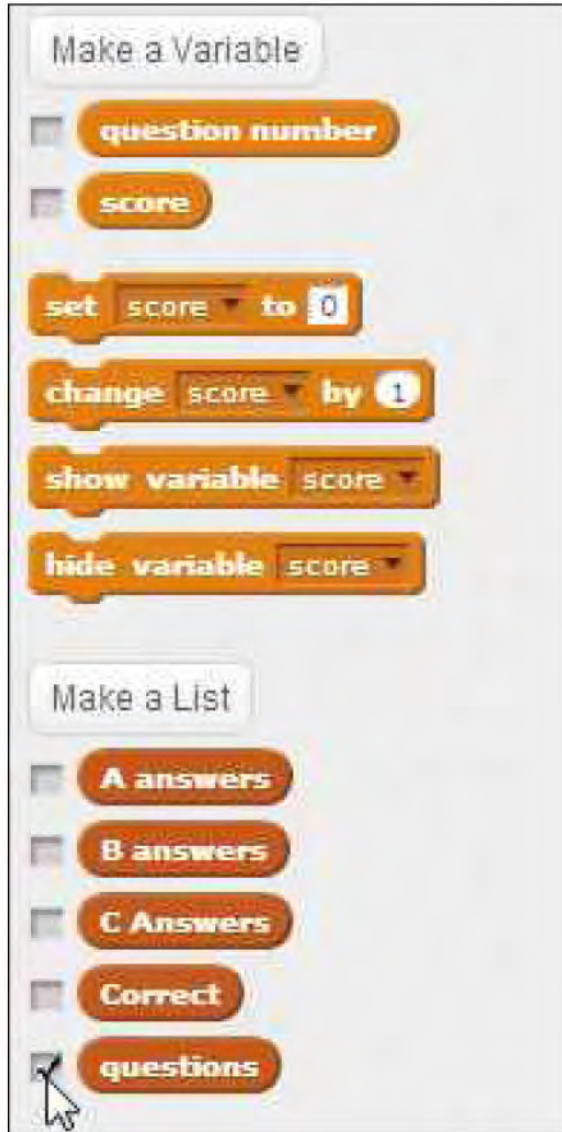 Make a Variable
question number
score
set score to 0
change score by 1
show variable score
hide variable score
Make a List
A answers
B answers
C Answers
Correct
questions